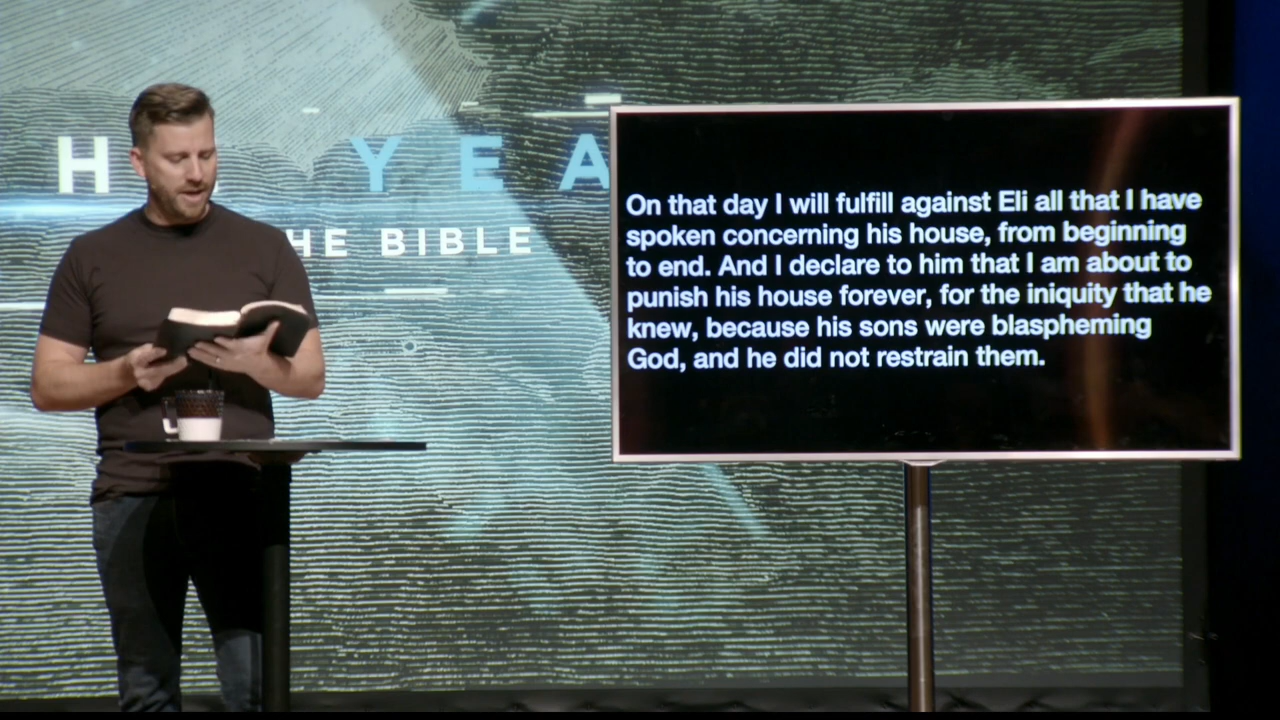 H YEA
HE BIBLE
On that day I will fulfill against Eli all that I have
spoken concerning his house, from beginning
to end. And I declare to him that I am about to
punish his house forever, for the iniquity that he
knew, because his sons were blaspheming
God, and he did not restrain them.